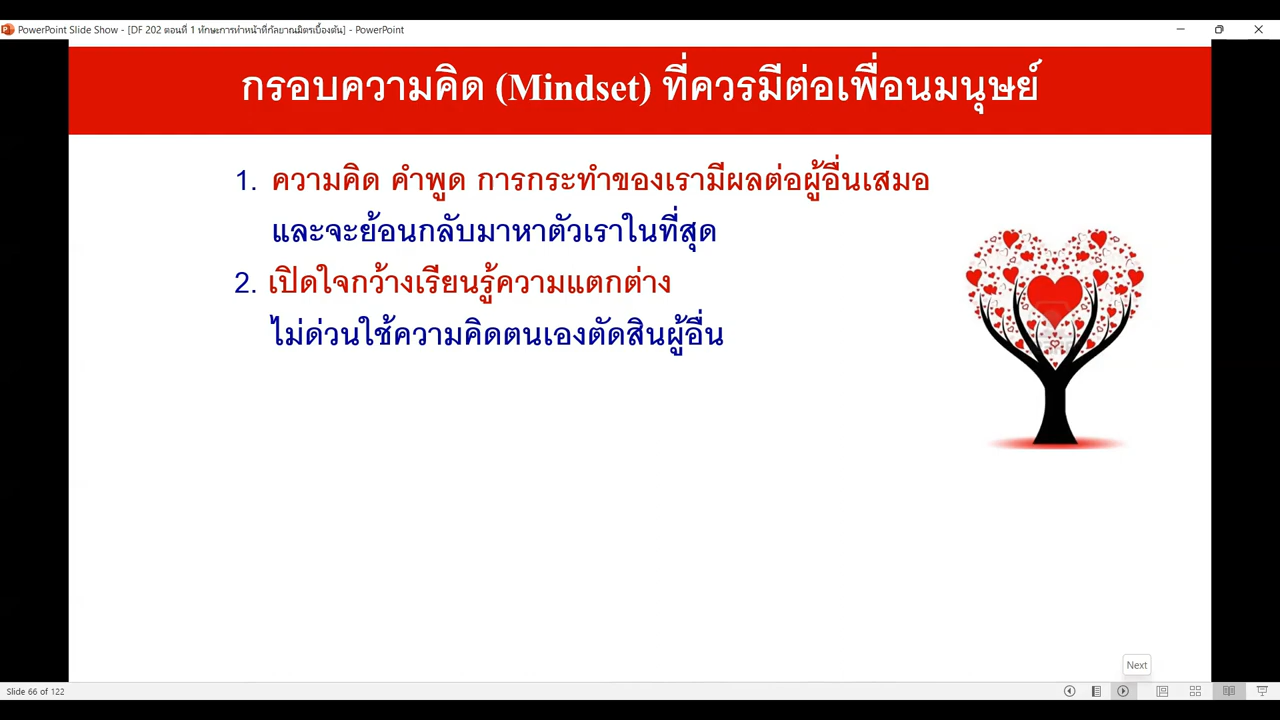 PowerPoint Slide Show - [DF 202 ตอนที่ 1 ทักษะการทำหน้าที่กัลยาณมิตรเบื้องต้น] - PowerPoint
กรอบความคิด (Mindset) ที่ควรมีต่อเพื่อนมนุษย์
1. ความคิด คำพูด การกระทำของเรามีผลต่อผู้อื่นเสมอ
และจะย้อนกลับมาหาตัวเราในที่สุด
2. เปิดใจกว้างเรียนรู้ความแตกต่าง
ไม่ด่วนใช้ความคิดตนเองตัดสินผู้อื่น
Next
Slide 66 of 122